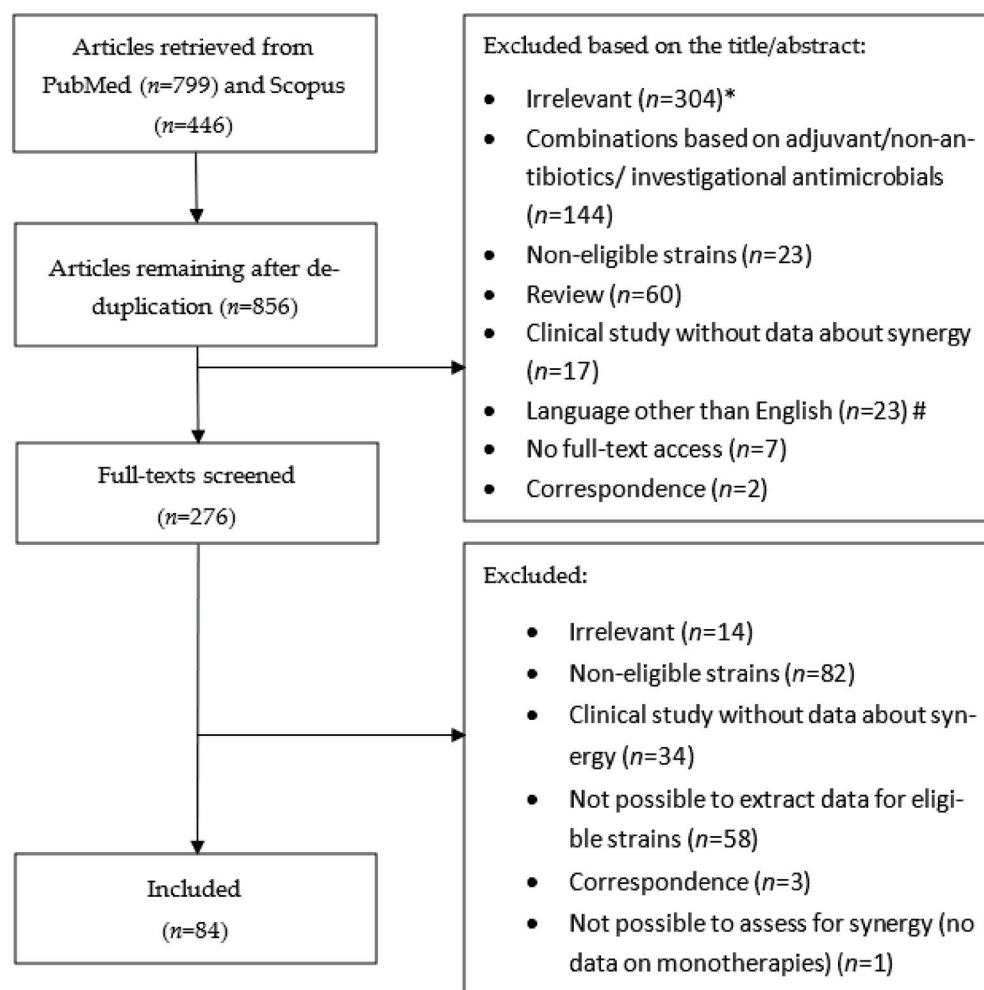 Articles retrieved from
PubMed (n=799) and Scopus
(n=446)
Articles remaining after de-
duplication (n=856)
Full-texts screened
(n=276)
Included
(n=84)
Excluded based on the title/abstract:
• Irrelevant (n=304)*
• Combinations based on adjuvant/non-an-
tibiotics/ investigational antimicrobials
(n=144)
• Non-eligible strains (n=23)
• Review (n=60)
• Clinical study without data about synergy
(n=17)
• Language other than English (n=23) #
• No full-text access (n=7)
• Correspondence (n=2)
Excluded:
• Irrelevant (n=14)
• Non-eligible strains (n=82)
• Clinical study without data about syn-
ergy (n=34)
• Not possible to extract data for eligi-
ble strains (n=58)
• Correspondence (n=3)
• Not possible to assess for synergy (no
data on monotherapies) (n=1)